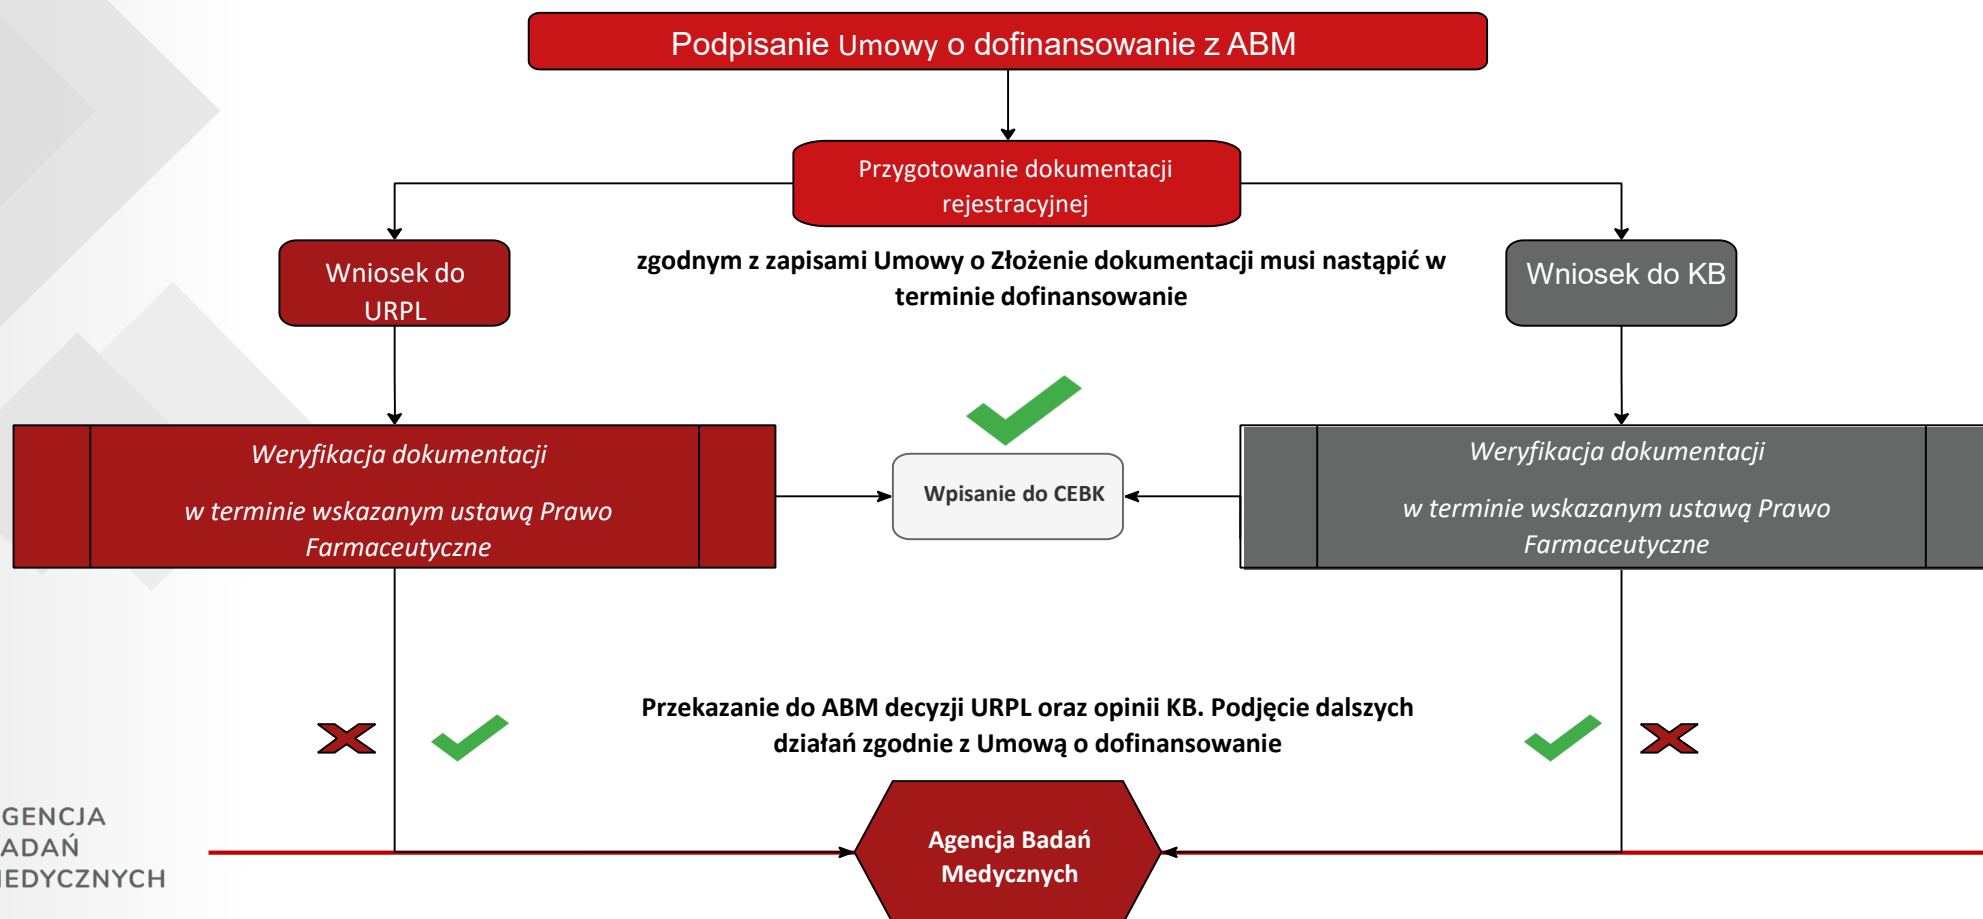 Podpisanie Umowy o dofinansowanie z ABM
Przygotowanie dokumentacji
rejestracyjnej
Wniosek do
URPL
zgodnym z zapisami Umowy o Złożenie dokumentacji musi nastąpić w
terminie dofinansowanie
Wniosek do KB
Weryfikacja dokumentacji
w terminie wskazanym ustawą Prawo
Farmaceutyczne
Wpisanie do CEBK
Weryfikacja dokumentacji
w terminie wskazanym ustawą Prawo
Farmaceutyczne
Przekazanie do ABM decyzji URPL oraz opinii KB. Podjęcie dalszych
działań zgodnie z Umową o dofinansowanie
Agencja Badań
Medycznych
GENCJA
ADAŃ
EDYCZNYCH